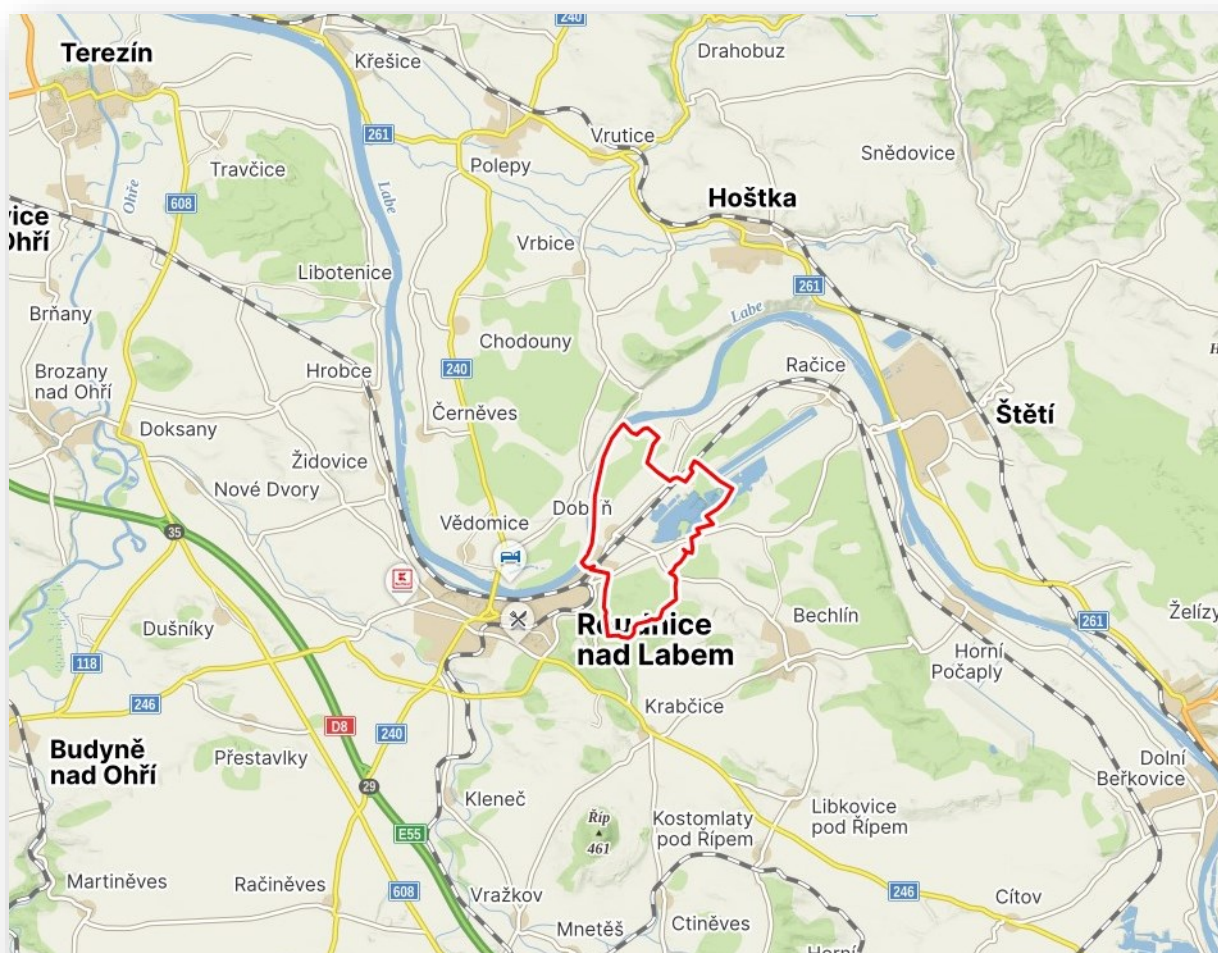 240
Drahobuz
Terezín
Křešice
261
Vrutice
Snědovice
Travčice
Polepy
Ohře
Labe
608
Hoštka
vice
Ohří
Vrbice
Libotenice
261
Brňany
Labe
Chodouny
Račice
Hrobce
240
Brozany
nad Ohří
Černěves
Štětí
Doksany
Židovice
Nové Dvory
Vědomice
35
Bechlín
Želízy
261
Dušníky
Roudnice
nad Labem
Horní
Počaply
118
246
Krabčice
D8
240
Budyně
nad Ohří
Přestavlky
Dolní
Beřkovice
29
Kleneč
Říp
461
Kostomlaty
pod Řípem
Libkovice
pod Řípem
E55
Martiněves
Račiněves
608
Vražkov
246
Cítov
Mnetěš
Ctiněves
Horní